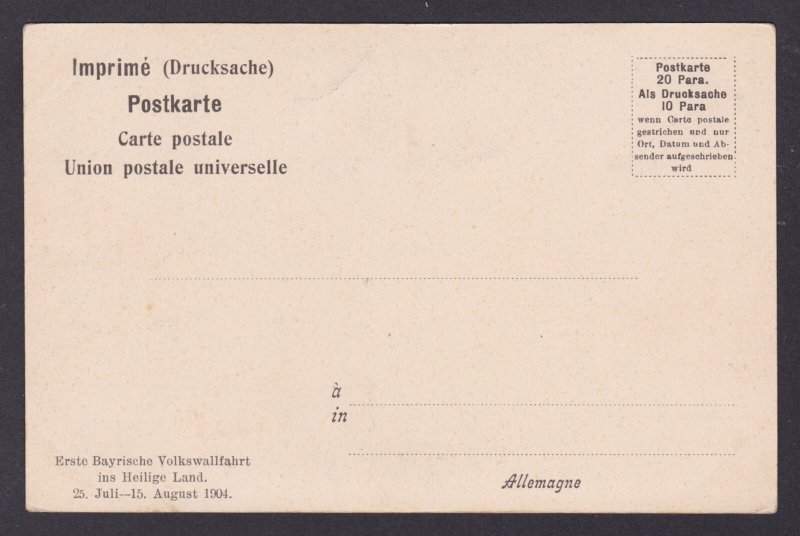 Imprimé (Drucksache)
Postkarte
Carte postale
Union postale universelle
Postkarte
20 Para.
Als Drucksache
10 Para
wenn Carte postale
gestrichen und nur
Ort, Datum und Ab-
sender aufgeschrieben
wird
à
in
Allemagne
Erste Bayrische Volkswallfahrt
ins Heilige Land.
25. Juli—15. August 1904.